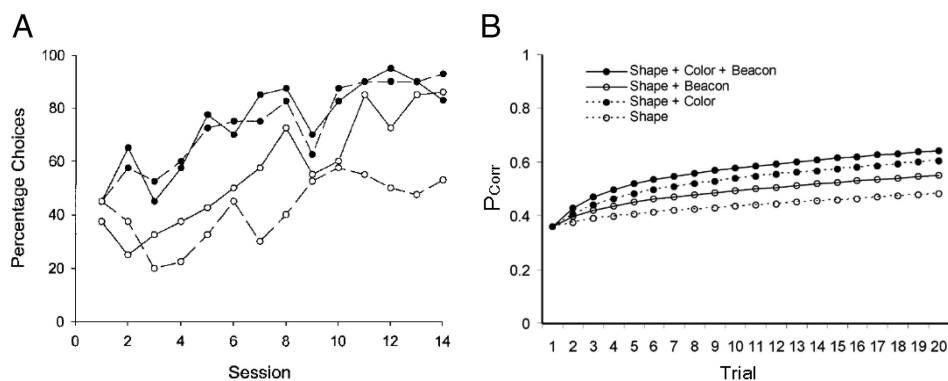 A
Percentage Choices
100
80
60
40
20
0
0 2 4 6 8 10 12 14
Session
B
PCorr
1
0.8
0.6
0.4
0.2
0
Shape + Color + Beacon
Shape + Beacon
Shape + Color
Shape
1 2 3 4 5 6 7 8 9 10 11 12 13 14 15 16 17 18 19 20
Trial